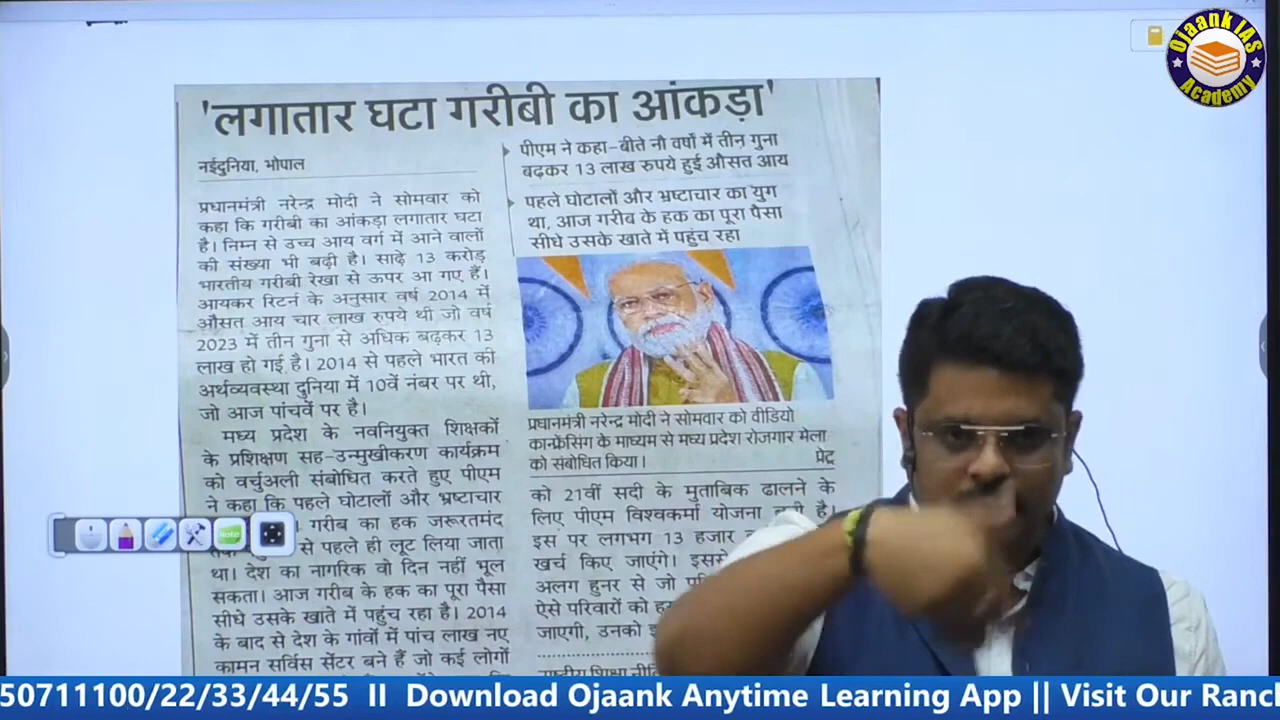 Ojaank IAS Academy
'लगातार घटा गरीबी का आंकड़ा'
नईदुनिया, भोपाल
प्रधानमंत्री नरेन्द्र मोदी ने सोमवार को
कहा कि गरीबी का आंकड़ा लगातार घटा
है। निम्न से उच्च आय वर्ग में आने वालों
की संख्या भी बढ़ी है। साढ़े 13 करोड़
भारतीय गरीबी रेखा से ऊपर आ गए हैं।
आयकर रिटर्न के अनुसार वर्ष 2014 में
औसत आय चार लाख रुपये थी जो वर्ष
2023 में तीन गुना से अधिक बढ़कर 13
लाख हो गई है। 2014 से पहले भारत की
अर्थव्यवस्था दुनिया में 10वें नंबर पर थी,
जो आज पांचवें पर है।
मध्य प्रदेश के नवनियुक्त शिक्षकों
के प्रशिक्षण सह-उन्मुखीकरण कार्यक्रम
को वर्चुअली संबोधित करते हुए पीएम
ने कहा कि पहले घोटालों और भ्रष्टाचार
गरीब का हक जरूरतमंद
से पहले ही लूट लिया जाता
था। देश का नागरिक वो दिन नहीं भूल
सकता। आज गरीब के हक का पूरा पैसा
सीधे उसके खाते में पहुंच रहा है। 2014
के बाद से देश के गांवों में पांच लाख नए
कामन सर्विस सेंटर बने हैं जो कई लोगों
पीएम ने कहा-बीते नौ वर्षों में तीन गुना
बढ़कर 13 लाख रुपये हुई औसत आय
पहले घोटालों और भ्रष्टाचार का युग
था, आज गरीब के हक का पूरा पैसा
सीधे उसके खाते में पहुंच रहा
प्रधानमंत्री नरेन्द्र मोदी ने सोमवार को वीडियो
कान्फ्रेंसिंग के माध्यम से मध्य प्रदेश रोजगार मेला
को संबोधित किया। प्रेट्र
को 21वीं सदी के मुताबिक ढालने के
लिए पीएम विश्वकर्मा योजना है।
इस पर लगभग 13 हजार
खर्च किए जाएंगे। इससे
अलग हुनर से जो
ऐसे परिवारों को
जाएगी, उनको
राष्ट्रीय शिक्षा
Note
50711100/22/33/44/55 II Download Ojaank Anytime Learning App || Visit Our Ranc